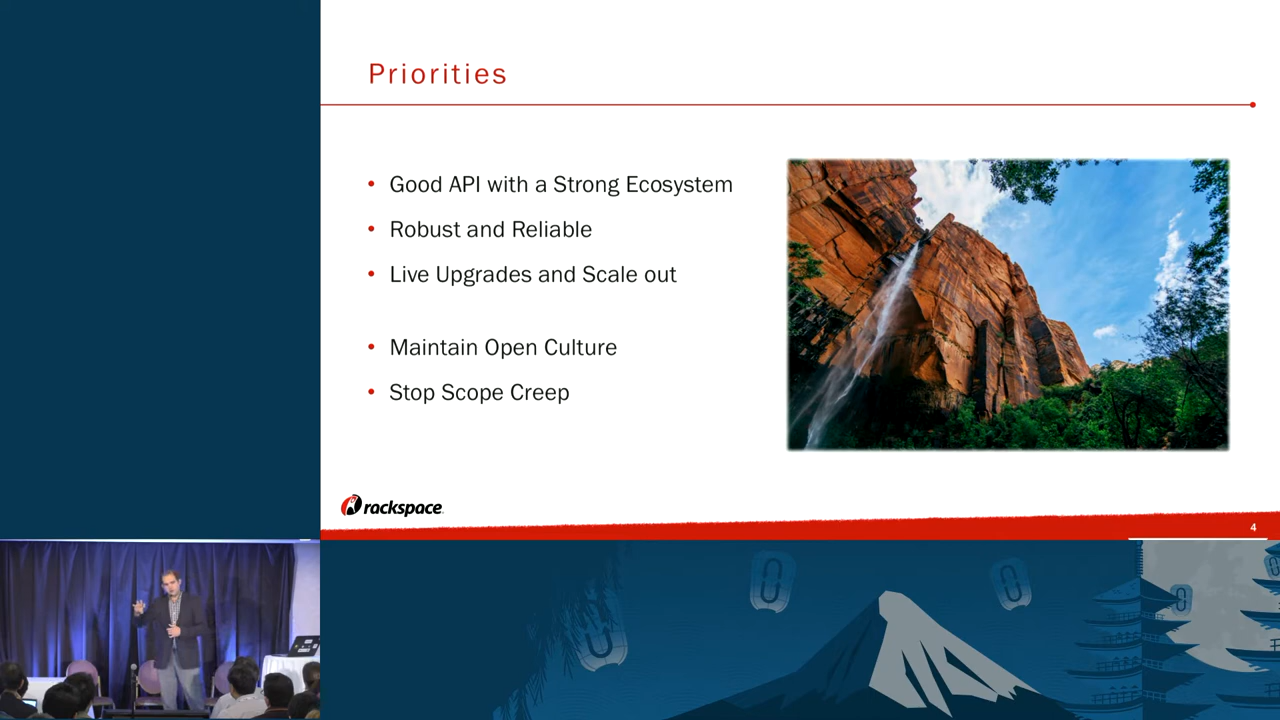 Priorities
• Good API with a Strong Ecosystem
• Robust and Reliable
• Live Upgrades and Scale out
• Maintain Open Culture
• Stop Scope Creep
rackspace
4